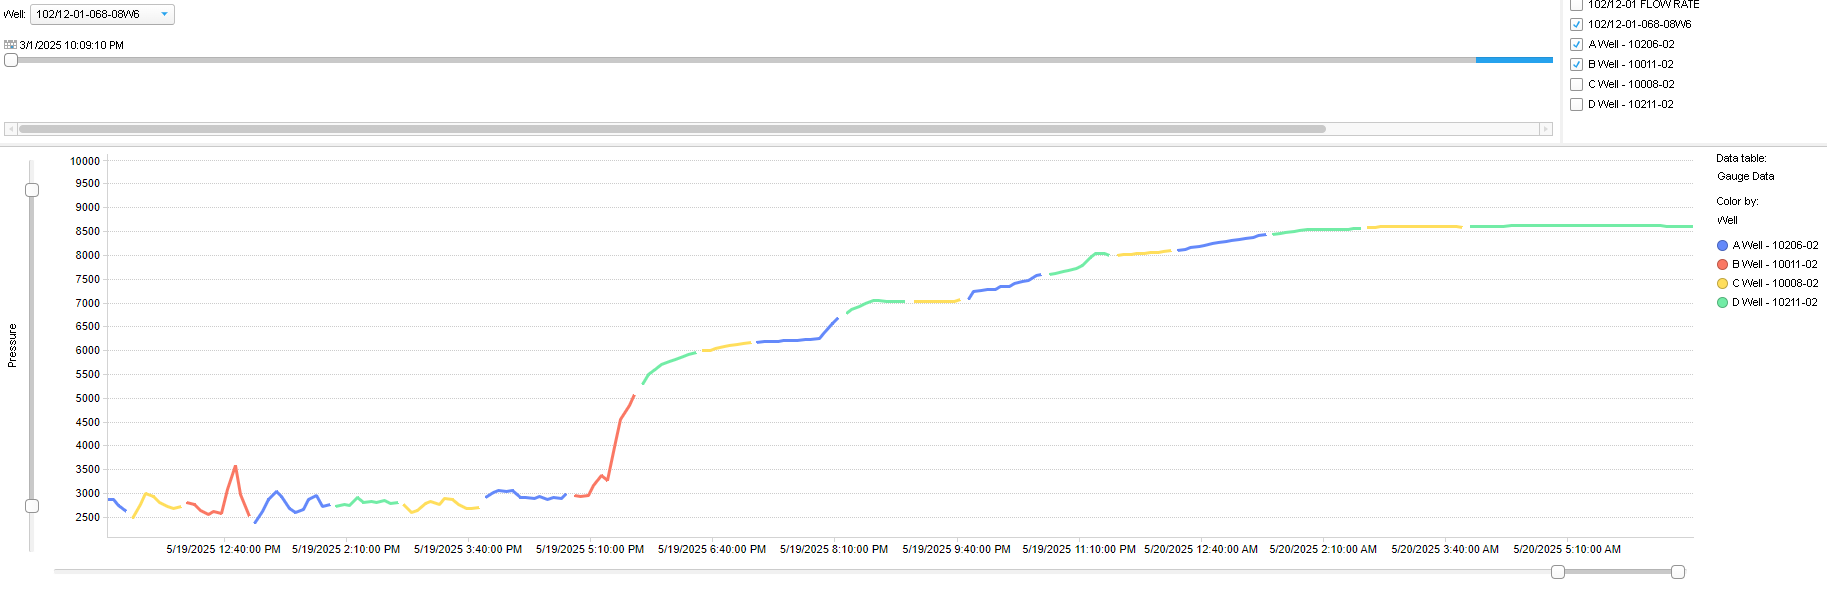 Well: 102/12-01-068-08W6
3/1/2025 10:09:10 PM
102/12-01 FLOW RATE
102/12-01-068-08W6
A Well - 10206-02
B Well - 10011-02
C Well - 10008-02
D Well - 10211-02
Pressure
10000
9500
9000
8500
8000
7500
7000
6500
6000
5500
5000
4500
4000
3500
3000
2500
5/19/2025 12:40:00 PM 5/19/2025 2:10:00 PM 5/19/2025 3:40:00 PM 5/19/2025 5:10:00 PM 5/19/2025 6:40:00 PM 5/19/2025 8:10:00 PM 5/19/2025 9:40:00 PM 5/19/2025 11:10:00 PM 5/20/2025 12:40:00 AM 5/20/2025 2:10:00 AM 5/20/2025 3:40:00 AM 5/20/2025 5:10:00 AM
Data table:
Gauge Data
Color by:
Well
A Well - 10206-02
B Well - 10011-02
C Well - 10008-02
D Well - 10211-02